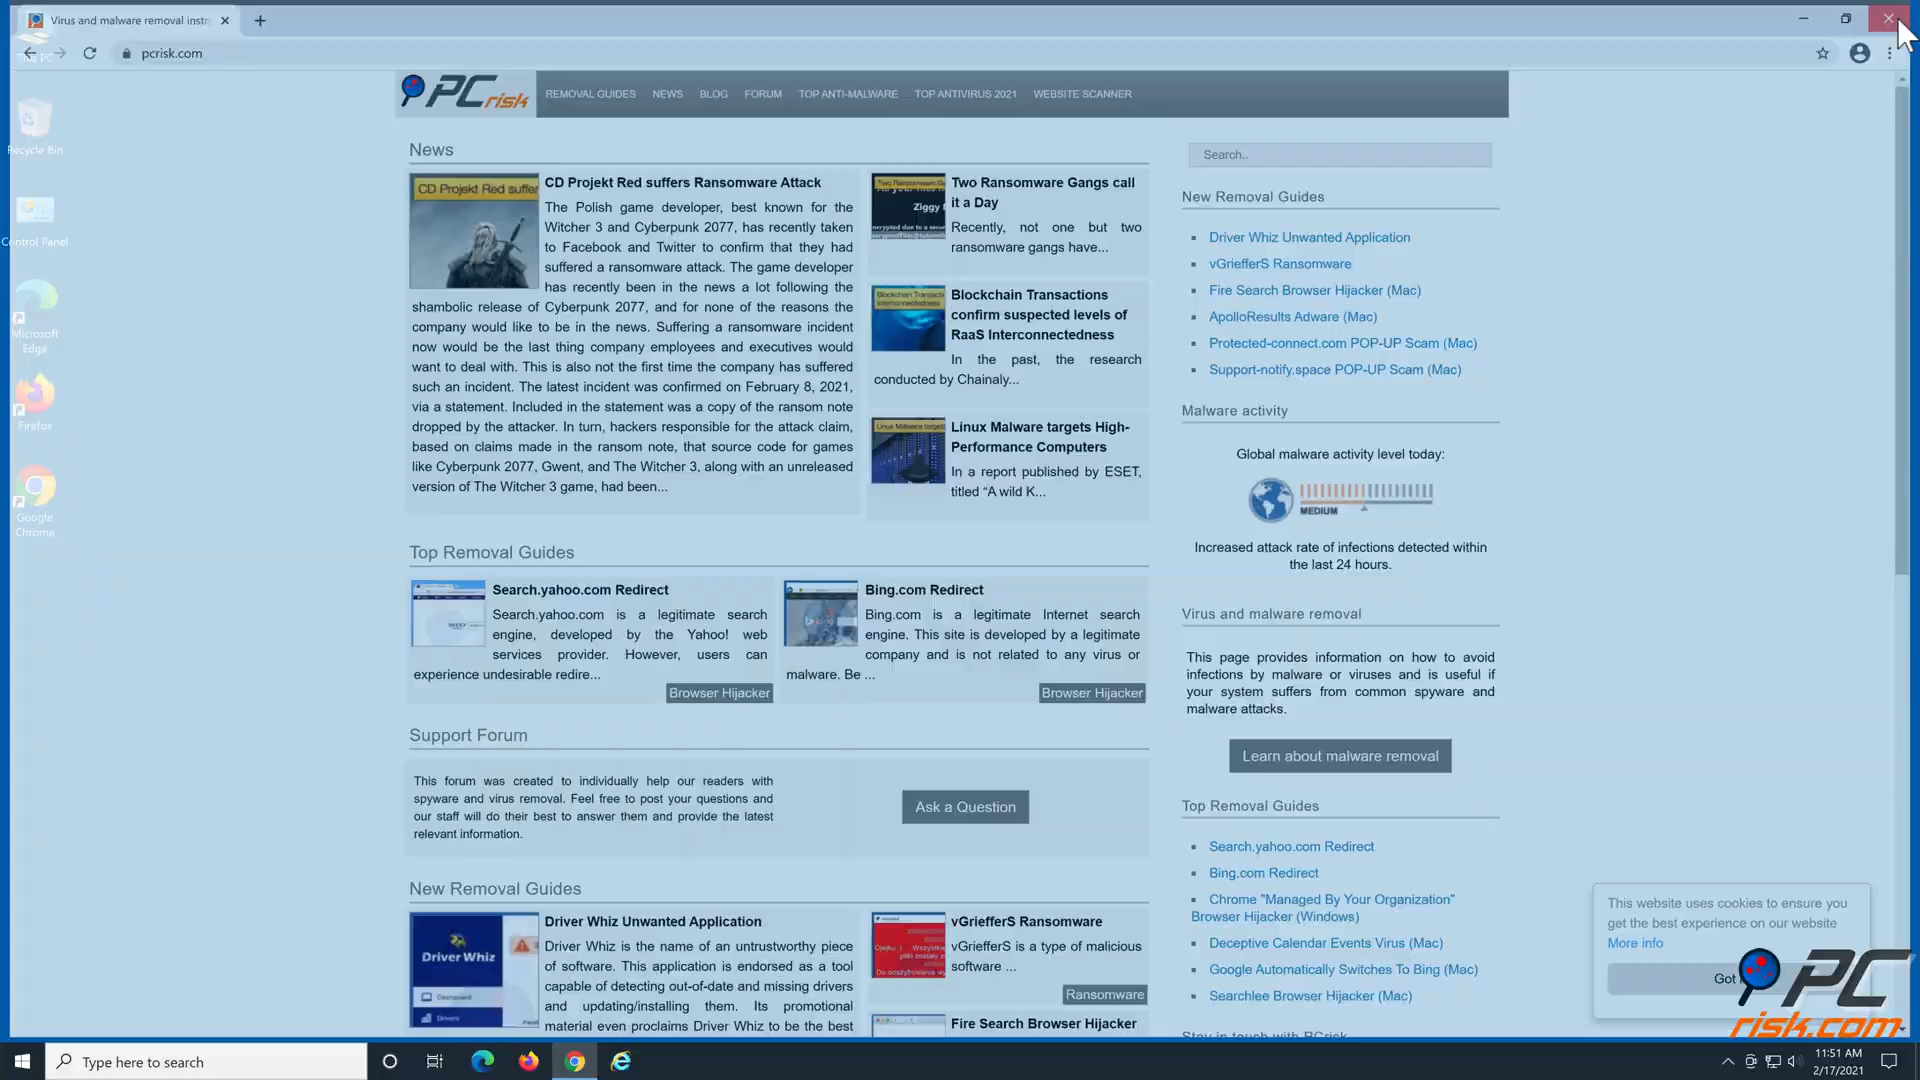 Virus and malware removal instr
This PC
pcrisk.com
PCrisk
REMOVAL GUIDES NEWS BLOG FORUM TOP ANTI-MALWARE TOP ANTIVIRUS 2021 WEBSITE SCANNER
Recycle Bin
Control Panel
Microsoft
Edge
Firefox
Google
Chrome
News
CD Projekt Red suffer
CD Projekt Red suffers Ransomware Attack
The Polish game developer, best known for the
Witcher 3 and Cyberpunk 2077, has recently taken
to Facebook and Twitter to confirm that they had
suffered a ransomware attack. The game developer
has recently been in the news a lot following the
shambolic release of Cyberpunk 2077, and for none of the reasons the
company would like to be in the news. Suffering a ransomware incident
now would be the last thing company employees and executives would
want to deal with. This is also not the first time the company has suffered
such an incident. The latest incident was confirmed on February 8, 2021,
via a statement. Included in the statement was a copy of the ransom note
dropped by the attacker. In turn, hackers responsible for the attack claim,
based on claims made in the ransom note, that source code for games
like Cyberpunk 2077, Gwent, and The Witcher 3, along with an unreleased
version of The Witcher 3 game, had been...
Two Ransomware Ga
Ziggy
Two Ransomware Gangs call
it a Day
Recently, not one but two
ransomware gangs have...
Blockchain Transacti
Interconnectedness
Blockchain Transactions
confirm suspected levels of
RaaS Interconnectedness
In the past, the research
conducted by Chainaly...
Linux Malware targets
Linux Malware targets High-
Performance Computers
In a report published by ESET,
titled “A wild K...
Top Removal Guides
Search.yahoo.com Redirect
Search.yahoo.com is a legitimate search
engine, developed by the Yahoo! web
services provider. However, users can
experience undesirable redire...
Browser Hijacker
Bing.com Redirect
Bing.com is a legitimate Internet search
engine. This site is developed by a legitimate
company and is not related to any virus or
malware. Be ...
Browser Hijacker
Support Forum
This forum was created to individually help our readers with
spyware and virus removal. Feel free to post your questions and
our staff will do their best to answer them and provide the latest
relevant information.
Ask a Question
New Removal Guides
Driver Whiz
Drivers
Driver Whiz Unwanted Application
Driver Whiz is the name of an untrustworthy piece
of software. This application is endorsed as a tool
capable of detecting out-of-date and missing drivers
and updating/installing them. Its promotional
material even proclaims Driver Whiz to be the best
vGriefferS Ransomware
vGriefferS is a type of malicious
software ...
Ransomware
Fire Search Browser Hijacker
Search..
New Removal Guides
Driver Whiz Unwanted Application
vGriefferS Ransomware
Fire Search Browser Hijacker (Mac)
ApolloResults Adware (Mac)
Protected-connect.com POP-UP Scam (Mac)
Support-notify.space POP-UP Scam (Mac)
Malware activity
Global malware activity level today:
MEDIUM
Increased attack rate of infections detected within
the last 24 hours.
Virus and malware removal
This page provides information on how to avoid
infections by malware or viruses and is useful if
your system suffers from common spyware and
malware attacks.
Learn about malware removal
Top Removal Guides
Search.yahoo.com Redirect
Bing.com Redirect
Chrome "Managed By Your Organization"
Browser Hijacker (Windows)
Deceptive Calendar Events Virus (Mac)
Google Automatically Switches To Bing (Mac)
Searchlee Browser Hijacker (Mac)
Stay in touch with PCrisk
This website uses cookies to ensure you
get the best experience on our website
More info
Got
PC
risk.com
Type here to search
11:51 AM
2/17/2021